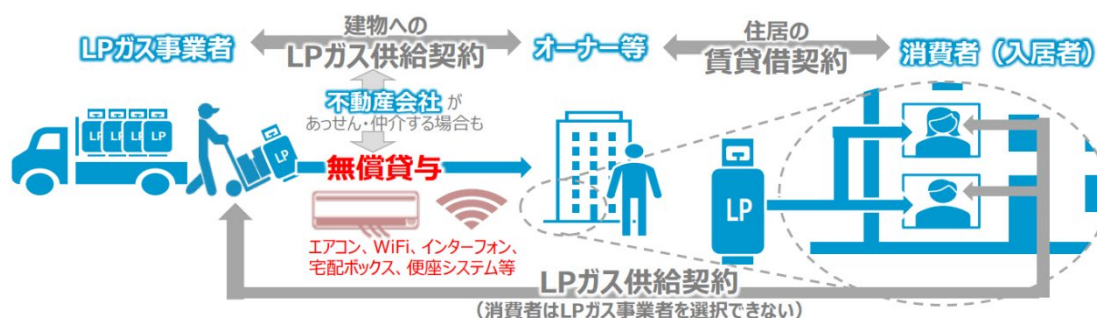 LPガス事業者
建物への
LPガス供給契約
オーナー等
住居の
賃貸借契約
消費者（入居者）
不動産会社 が
あっせん・仲介する場合も
LP LP LP LP
LP
無償貸与
エアコン、WiFi、インターフォン、
宅配ボックス、便座システム等
LP
LPガス供給契約
（消費者はLPガス事業者を選択できない）